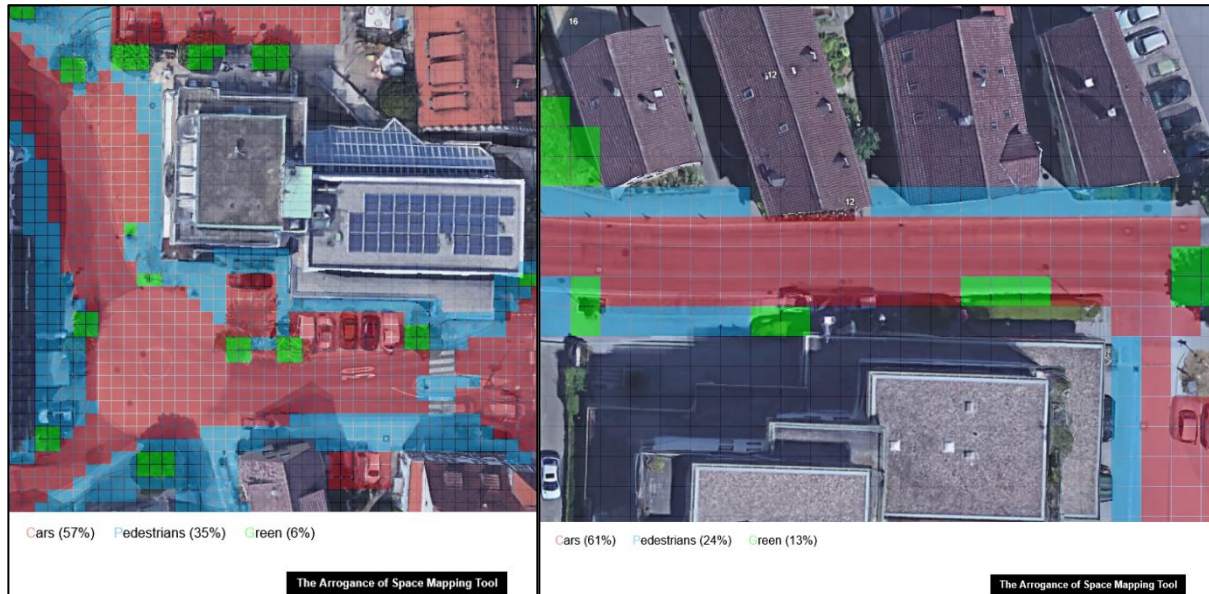 Cars (57%) Pedestrians (35%) Green (6%)
The Arrogance of Space Mapping Tool
16
12
12
Cars (61%) Pedestrians (24%) Green (13%)
The Arrogance of Space Mapping Tool